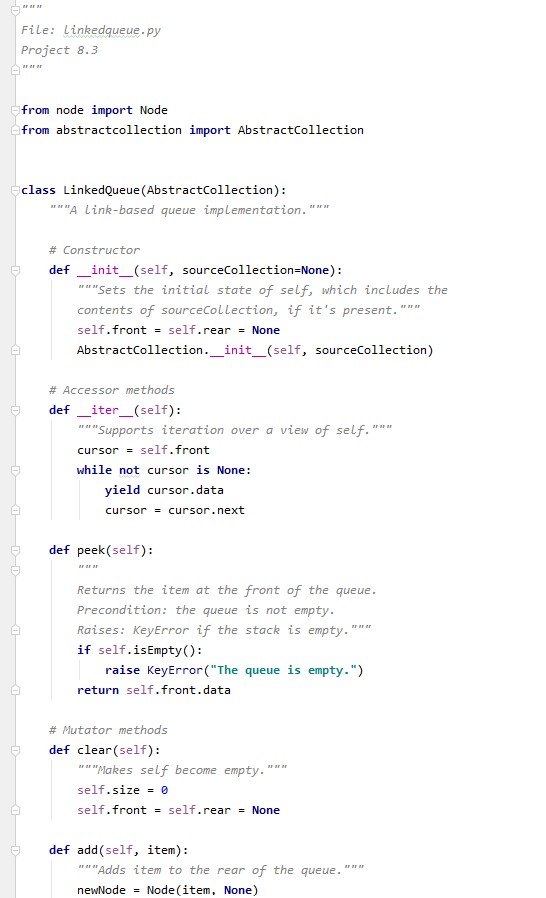 """
File: linkedqueue.py
Project 8.3
"""
from node import Node
from abstractcollection import AbstractCollection
class LinkedQueue(AbstractCollection):
"""A link-based queue implementation."""
# Constructor
def __init__(self, sourceCollection=None):
"""Sets the initial state of self, which includes the
contents of sourceCollection, if it's present."""
self.front = self.rear = None
AbstractCollection.__init__(self, sourceCollection)
# Accessor methods
def __iter__(self):
"""Supports iteration over a view of self."""
cursor = self.front
while not cursor is None:
yield cursor.data
cursor = cursor.next
def peek(self):
"""
Returns the item at the front of the queue.
Precondition: the queue is not empty.
Raises: KeyError if the stack is empty."""
if self.isEmpty():
raise KeyError("The queue is empty.")
return self.front.data
# Mutator methods
def clear(self):
"""Makes self become empty."""
self.size = 0
self.front = self.rear = None
def add(self, item):
"""Adds item to the rear of the queue."""
newNode = Node(item, None)